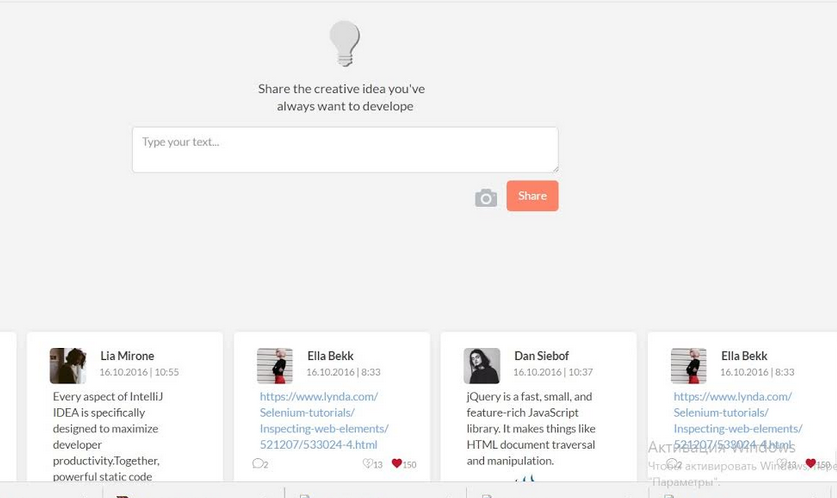 Share the creative idea you've
always want to develope
Type your text...
Share
Lia Mirone
16.10.2016 | 10:55
Every aspect of IntelliJ
IDEA is specifically
designed to maximize
developer
productivity.Together,
powerful static code
Ella Bekk
16.10.2016 | 8:33
https://www.lynda.com/
Selenium-tutorials/
Inspecting-web-elements/
521207/533024-4.html
2
13
150
Dan Siebof
16.10.2016 | 10:37
jQuery is a fast, small, and
feature-rich JavaScript
library. It makes things like
HTML document traversal
and manipulation.
Ella Bekk
16.10.2016 | 8:33
https://www.lynda.com/
Selenium-tutorials/
Inspecting-web-elements/
521207/533024-4.html
2
13
150
Активация Windows
Чтобы активировать Windows, пере
"Параметры".